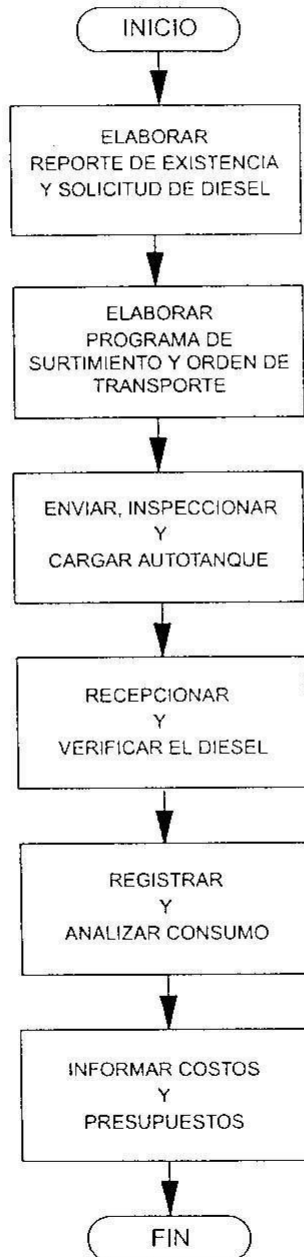 INICIO
ELABORAR
REPORTE DE EXISTENCIA
Y SOLICITUD DE DIESEL
ELABORAR
PROGRAMA DE
SURTIMIENTO Y ORDEN DE
TRANSPORTE
ENVIAR, INSPECCIONAR
Y
CARGAR AUTOTANQUE
RECEPCIONAR
Y
VERIFICAR EL DIESEL
REGISTRAR
Y
ANALIZAR CONSUMO
INFORMAR COSTOS
Y
PRESUPUESTOS
FIN